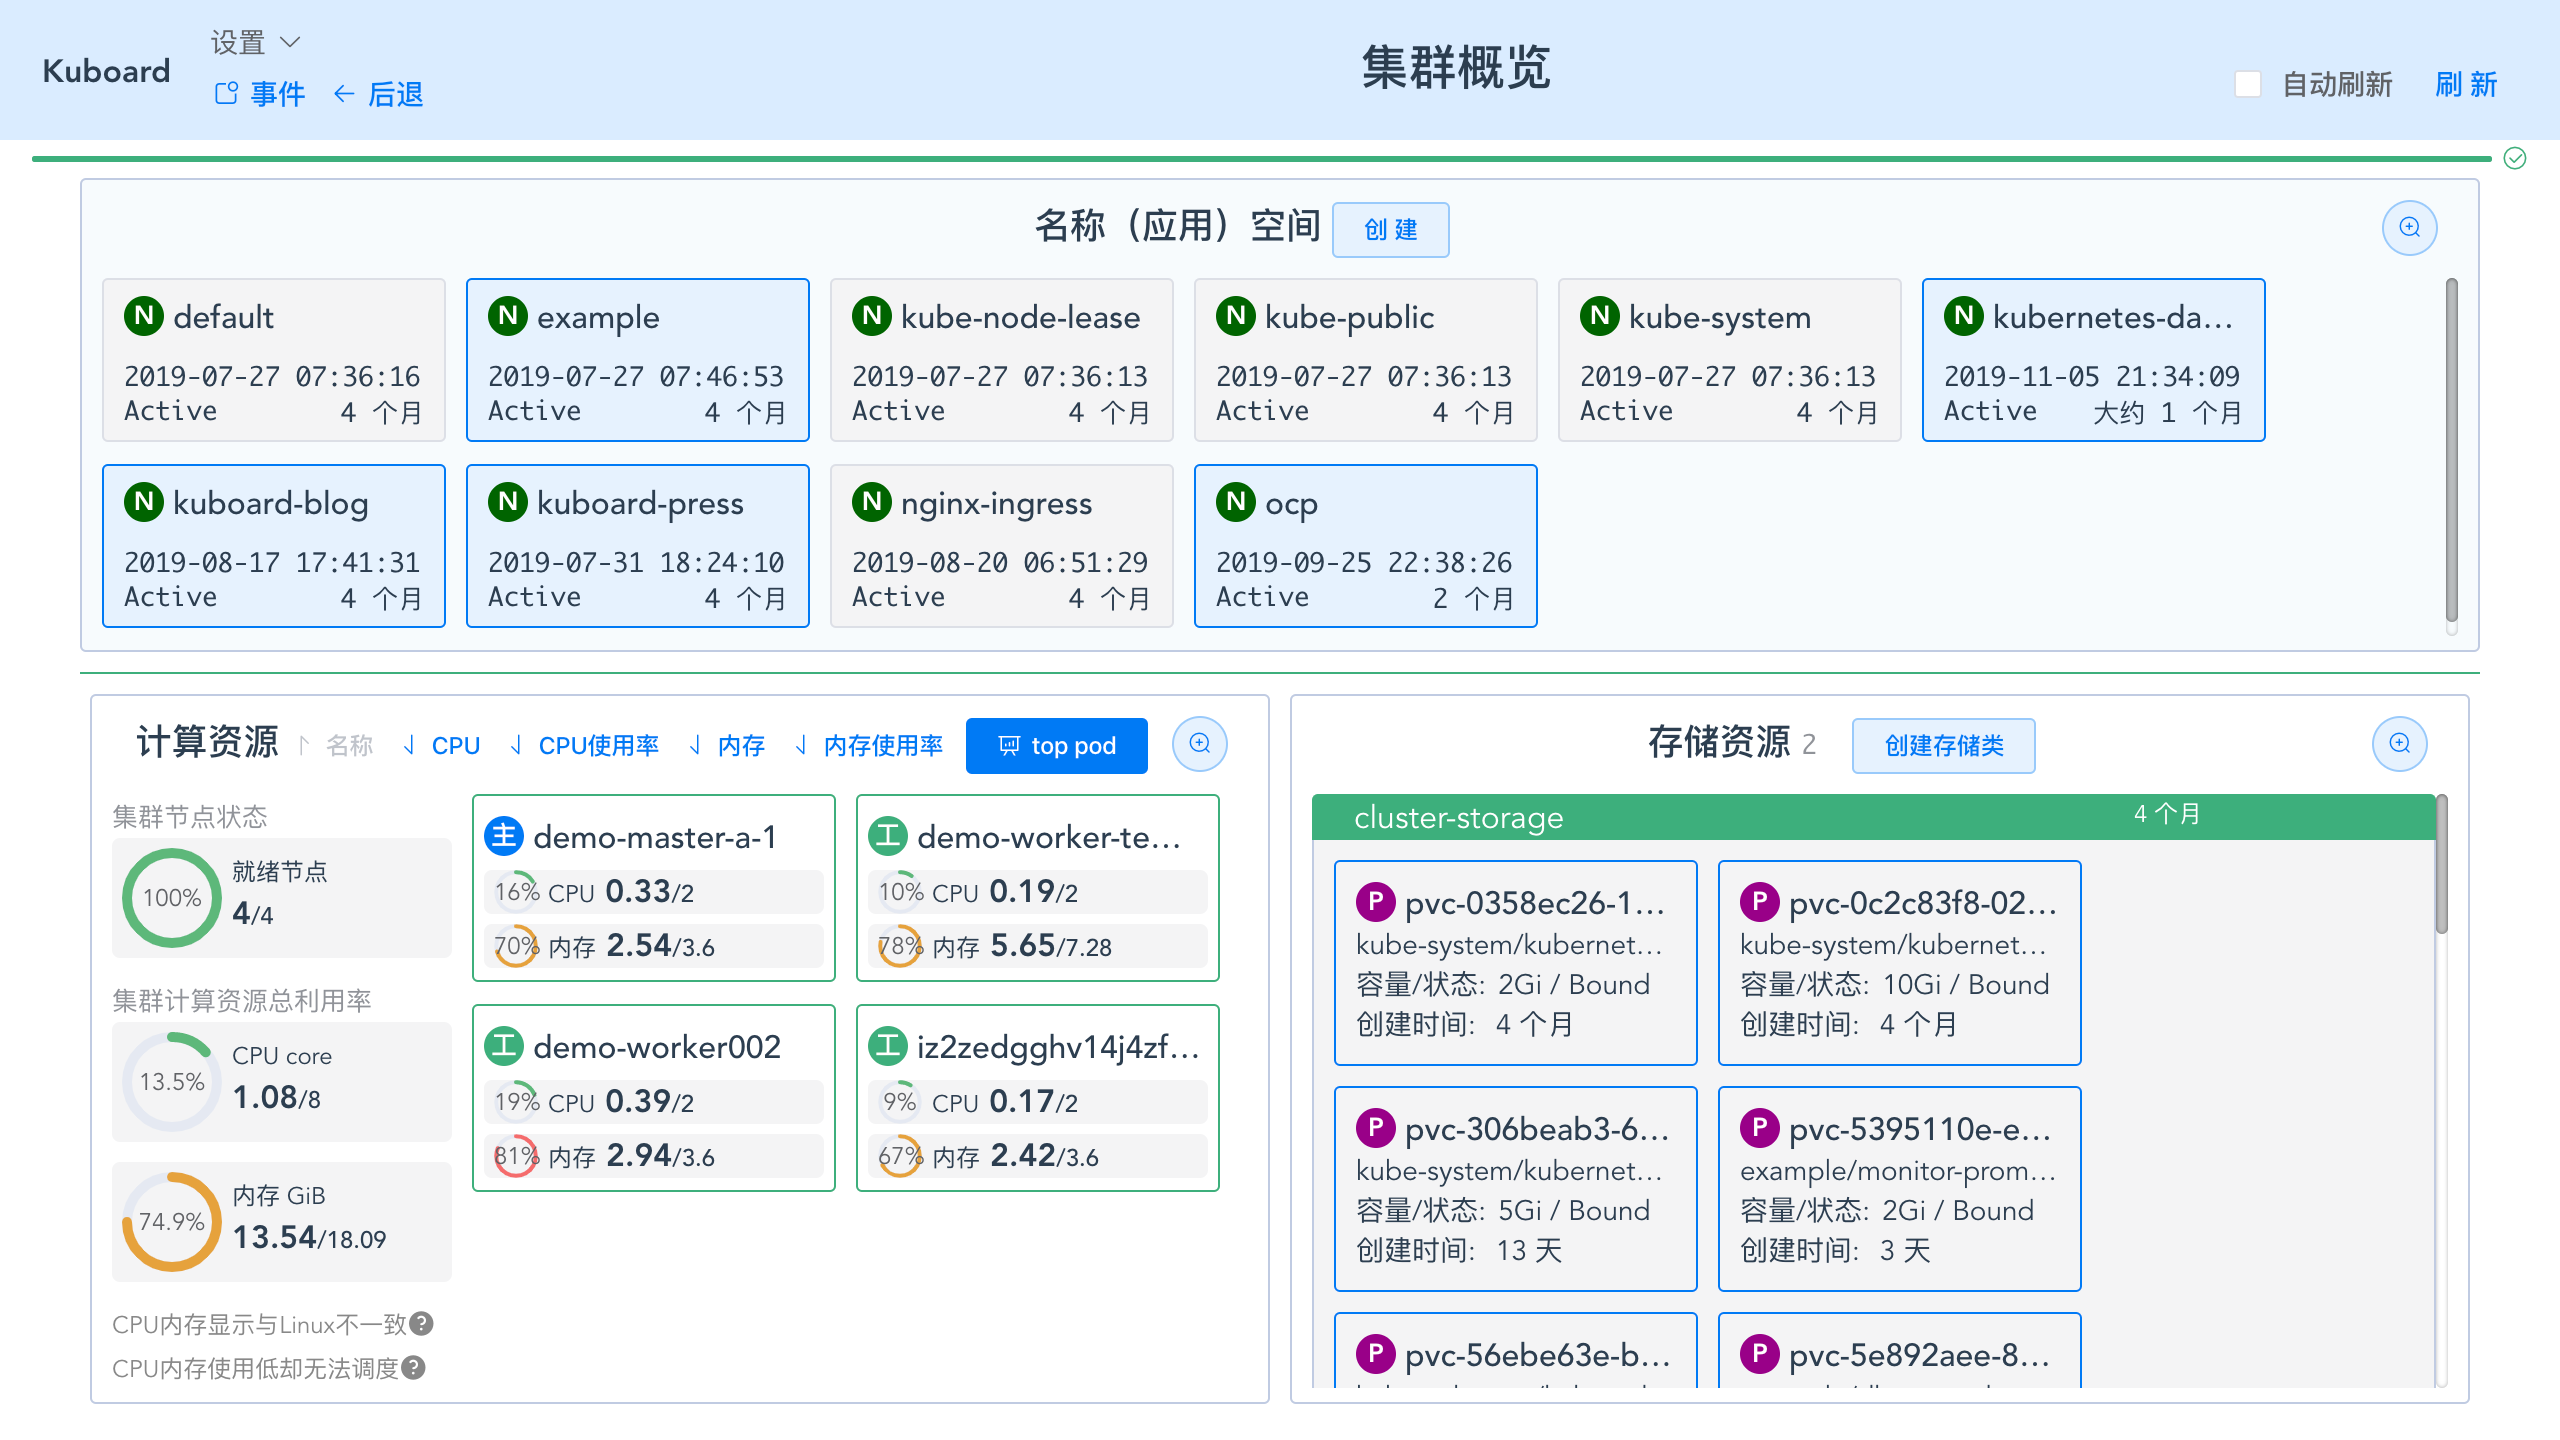 Kuboard
设置
事件 后退
集群概览
自动刷新 刷 新
名称（应用）空间 创 建
N default
2019-07-27 07:36:16
Active 4 个月
N example
2019-07-27 07:46:53
Active 4 个月
N kube-node-lease
2019-07-27 07:36:13
Active 4 个月
N kube-public
2019-07-27 07:36:13
Active 4 个月
N kube-system
2019-07-27 07:36:13
Active 4 个月
N kubernetes-da...
2019-11-05 21:34:09
Active 大约 1 个月
N kuboard-blog
2019-08-17 17:41:31
Active 4 个月
N kuboard-press
2019-07-31 18:24:10
Active 4 个月
N nginx-ingress
2019-08-20 06:51:29
Active 4 个月
N ocp
2019-09-25 22:38:26
Active 2 个月
计算资源 名称 CPU CPU使用率 内存 内存使用率 top pod
集群节点状态
100% 就绪节点
4/4
集群计算资源总利用率
13.5% CPU core
1.08/8
74.9% 内存 GiB
13.54/18.09
CPU内存显示与Linux不一致?
CPU内存使用低却无法调度?
主 demo-master-a-1
16% CPU 0.33/2
70% 内存 2.54/3.6
工 demo-worker-te...
10% CPU 0.19/2
78% 内存 5.65/7.28
工 demo-worker002
19% CPU 0.39/2
81% 内存 2.94/3.6
工 iz2zedgghv14j4zf...
9% CPU 0.17/2
67% 内存 2.42/3.6
存储资源 2 创建存储类
cluster-storage 4 个月
P pvc-0358ec26-1...
kube-system/kubernet...
容量/状态: 2Gi / Bound
创建时间: 4 个月
P pvc-0c2c83f8-02...
kube-system/kubernet...
容量/状态: 10Gi / Bound
创建时间: 4 个月
P pvc-306beab3-6...
kube-system/kubernet...
容量/状态: 5Gi / Bound
创建时间: 13 天
P pvc-5395110e-e...
example/monitor-prom...
容量/状态: 2Gi / Bound
创建时间: 3 天
P pvc-56ebe63e-b...
P pvc-5e892aee-8...